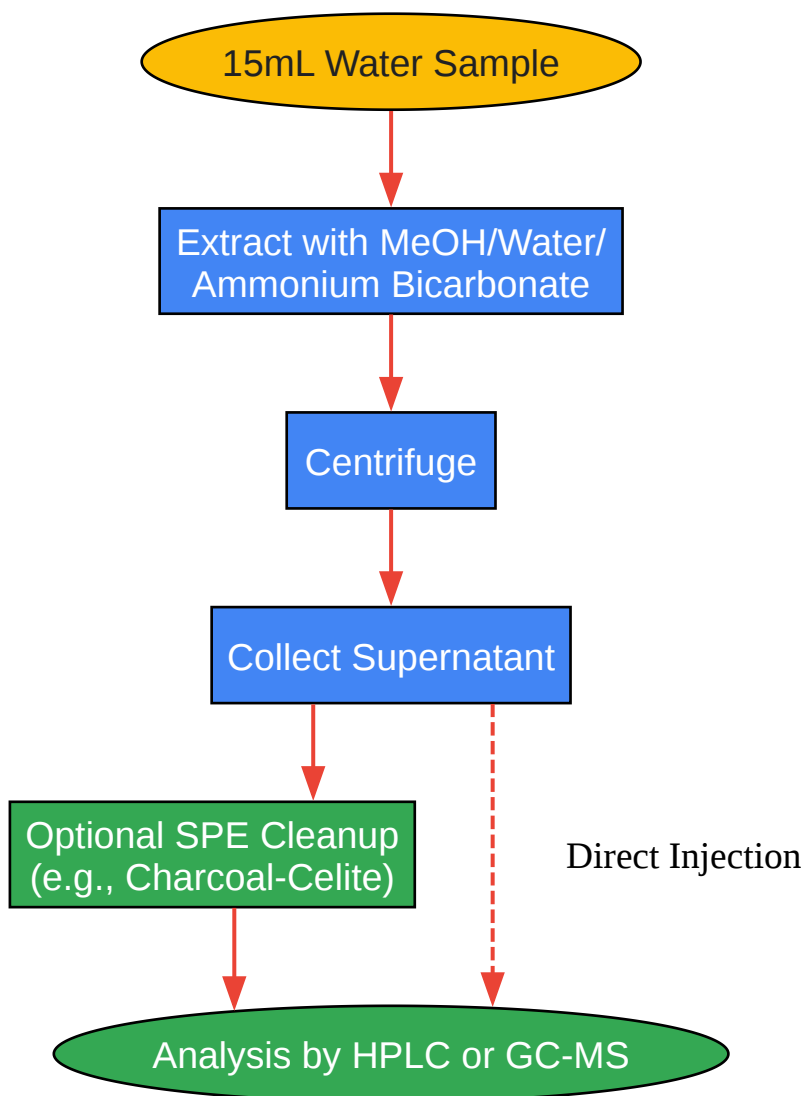 15mL Water Sample
Extract with MeOH/Water/
Ammonium Bicarbonate
Centrifuge
Collect Supernatant
Optional SPE Cleanup
(e.g., Charcoal-Celite)
Direct Injection
Analysis by HPLC or GC-MS